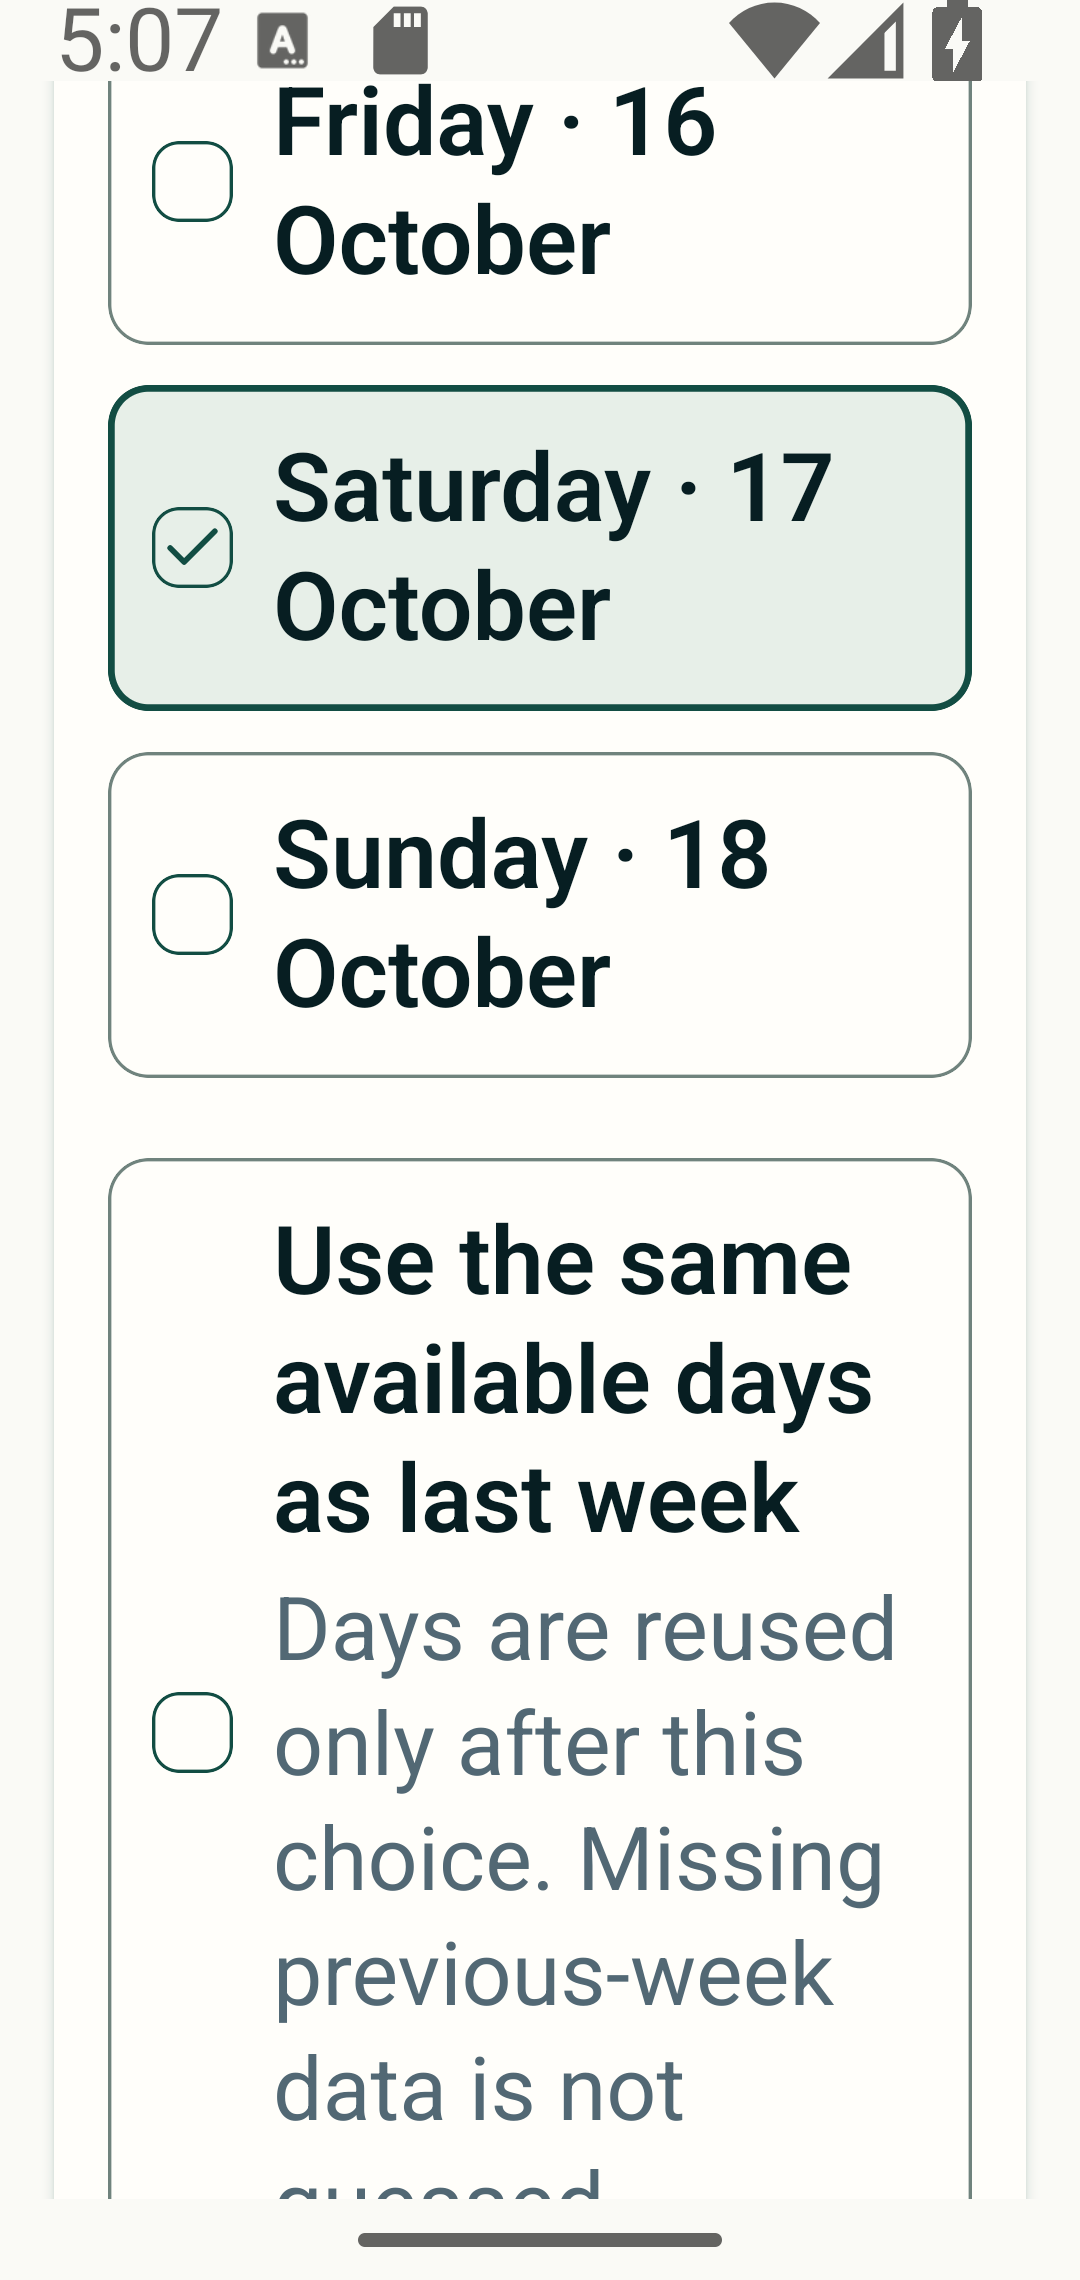 5:07
Friday · 16
October
Saturday · 17
October
Sunday · 18
October
Use the same
available days
as last week
Days are reused
only after this
choice. Missing
previous-week
data is not
guessed